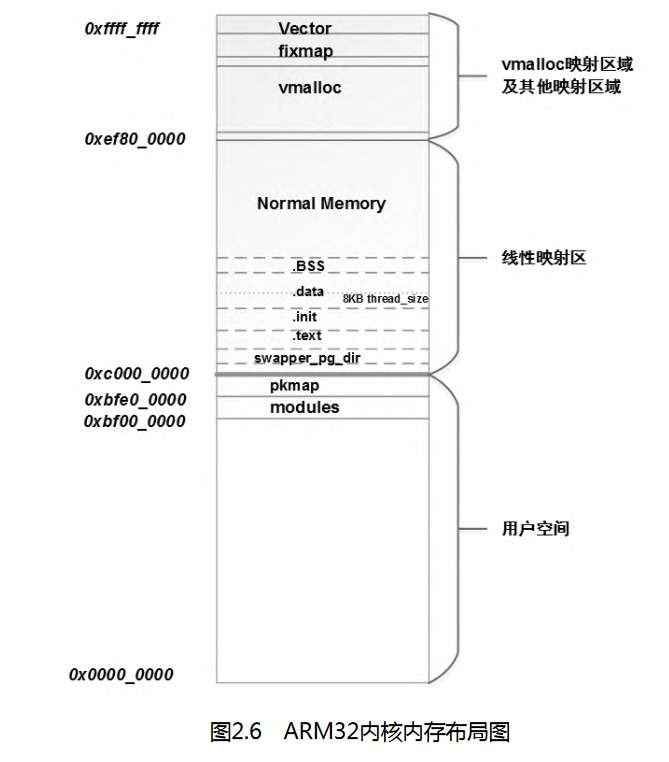 0xffff_ffff
Vector
fixmap
vmalloc
vmalloc映射区域
及其他映射区域
0xef80_0000
Normal Memory
线性映射区
.BSS
.data
8KB thread_size
.init
.text
swapper_pg_dir
0xc000_0000
pkmap
0xbfe0_0000
modules
0xbf00_0000
用户空间
0x0000_0000
图2.6 ARM32内核内存布局图